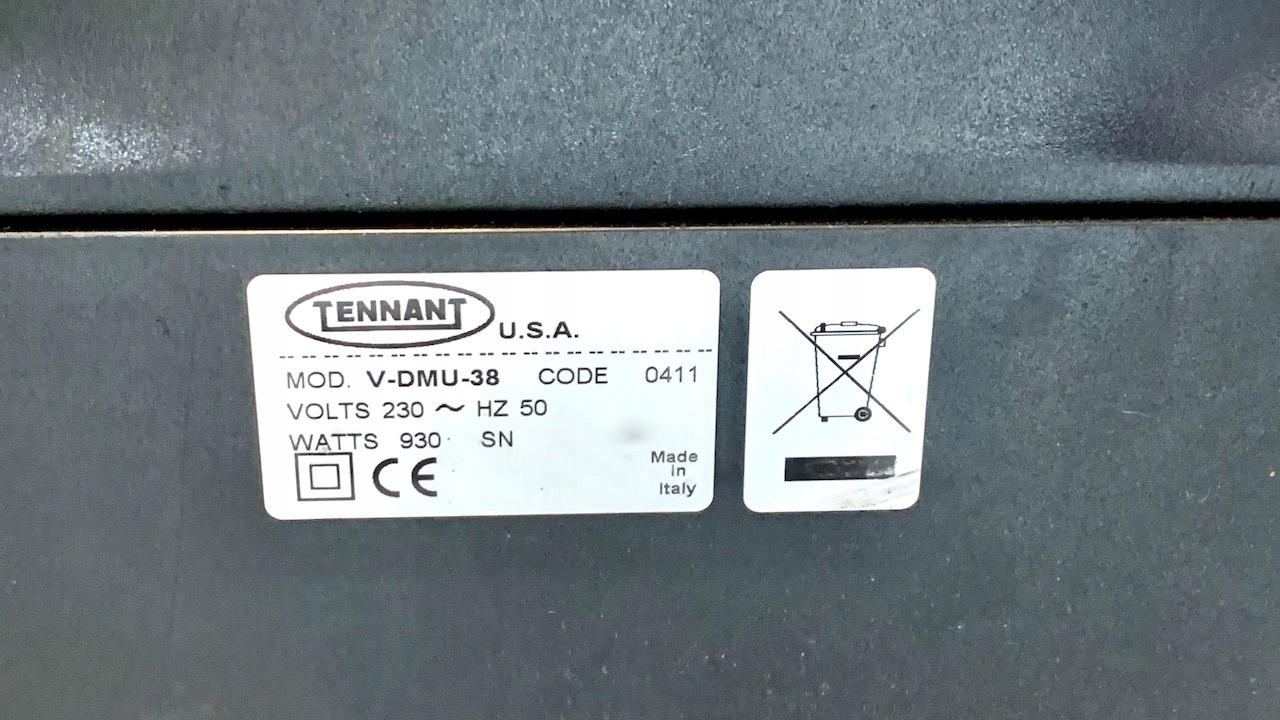 TENNANT U.S.A.
MOD. V-DMU-38 CODE 0411
VOLTS 230 ~ HZ 50
WATTS 930 SN
CE
Made
in
Italy